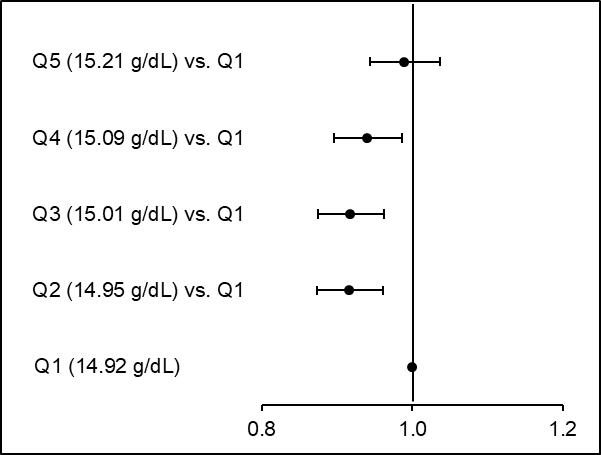 Q5 (15.21 g/dL) vs. Q1
Q4 (15.09 g/dL) vs. Q1
Q3 (15.01 g/dL) vs. Q1
Q2 (14.95 g/dL) vs. Q1
Q1 (14.92 g/dL)
0.8 1.0 1.2